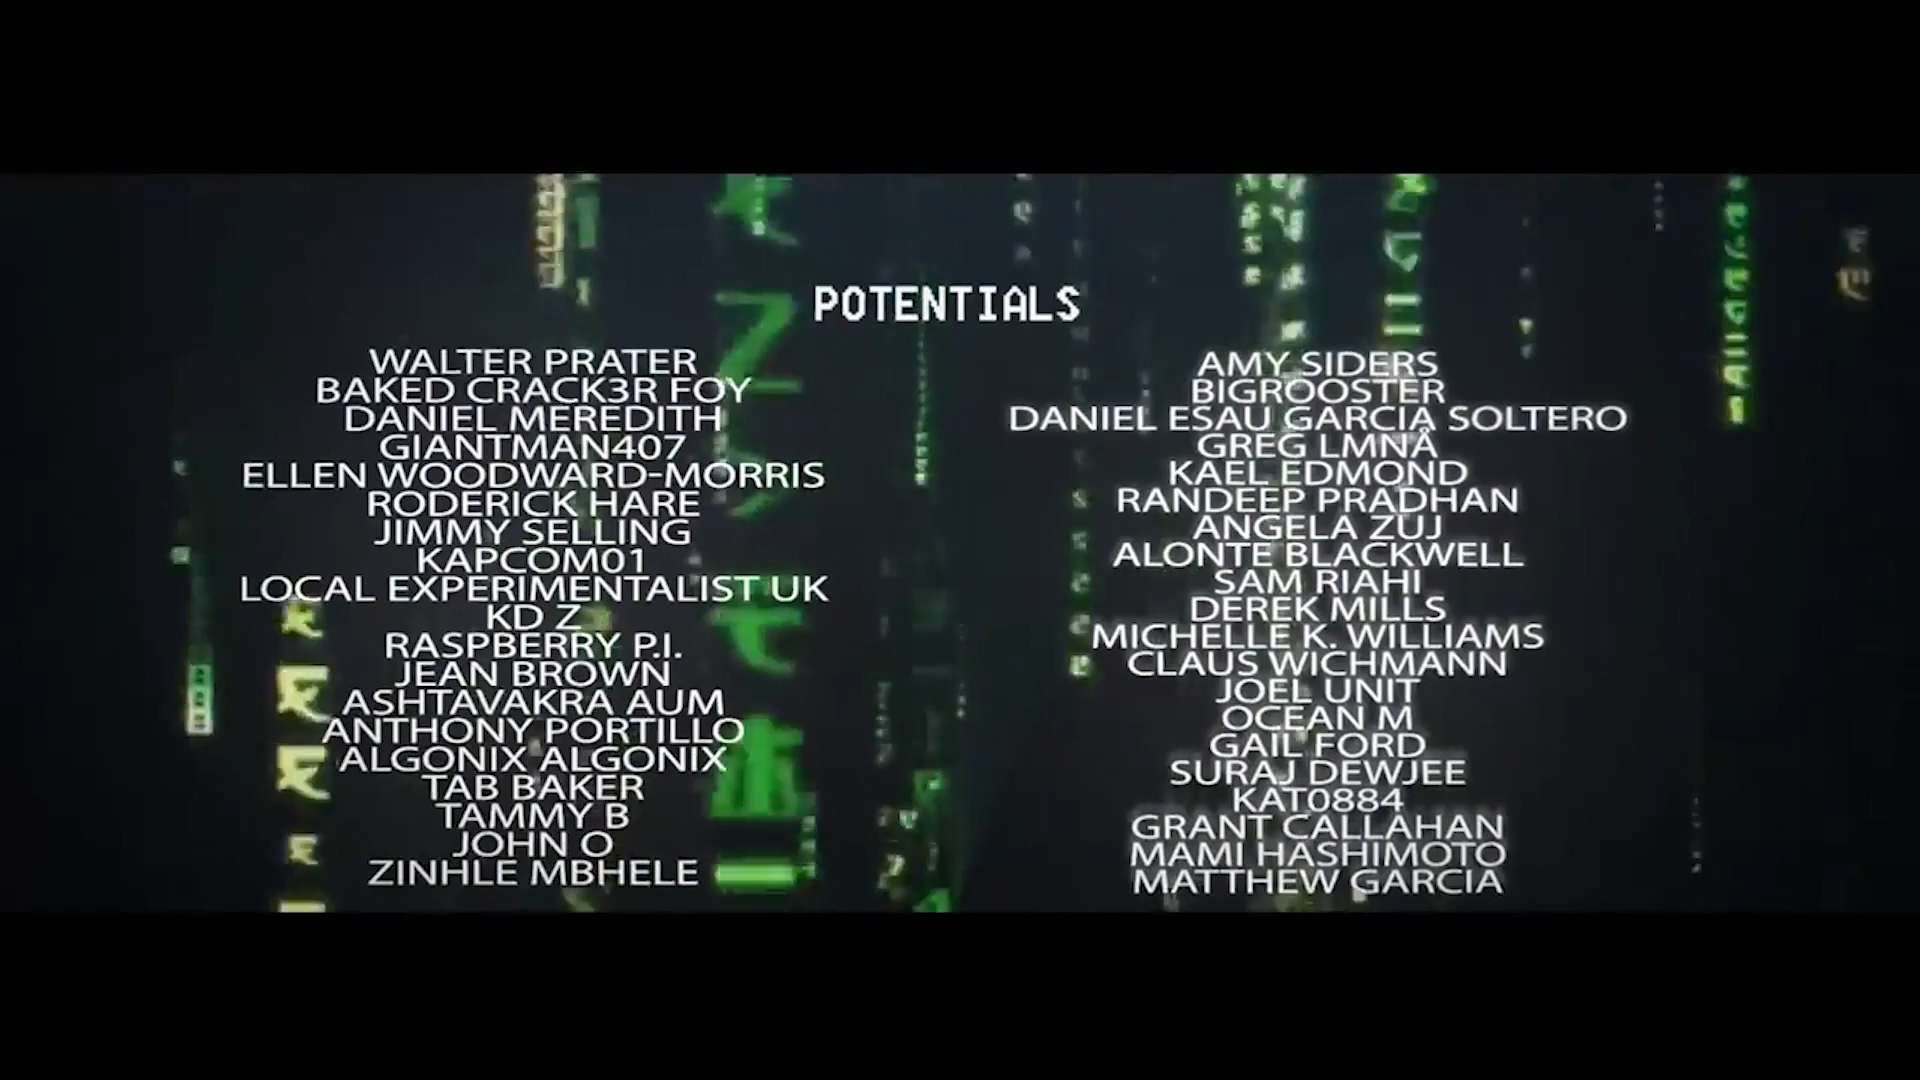 POTENTIALS
WALTER PRATER
BAKED CRACK3R FOY
DANIEL MEREDITH
GIANTMAN407
ELLEN WOODWARD-MORRIS
RODERICK HARE
JIMMY SELLING
KAPCOM01
LOCAL EXPERIMENTALIST UK
KD Z
RASPBERRY P.I.
JEAN BROWN
ASHTAVAKRA AUM
ANTHONY PORTILLO
ALGONIX ALGONIX
TAB BAKER
TAMMY B
JOHN O
ZINHLE MBHELE
AMY SIDERS
BIGROOSTER
DANIEL ESAU GARCIA SOLTERO
GREG LMNÅ
KAEL EDMOND
RANDEEP PRADHAN
ANGELA ZUJ
ALONTE BLACKWELL
SAM RIAHI
DEREK MILLS
MICHELLE K. WILLIAMS
CLAUS WICHMANN
JOEL UNIT
OCEAN M
GAIL FORD
SURAJ DEWJEE
KAT0884
GRANT CALLAHAN
MAMI HASHIMOTO
MATTHEW GARCIA